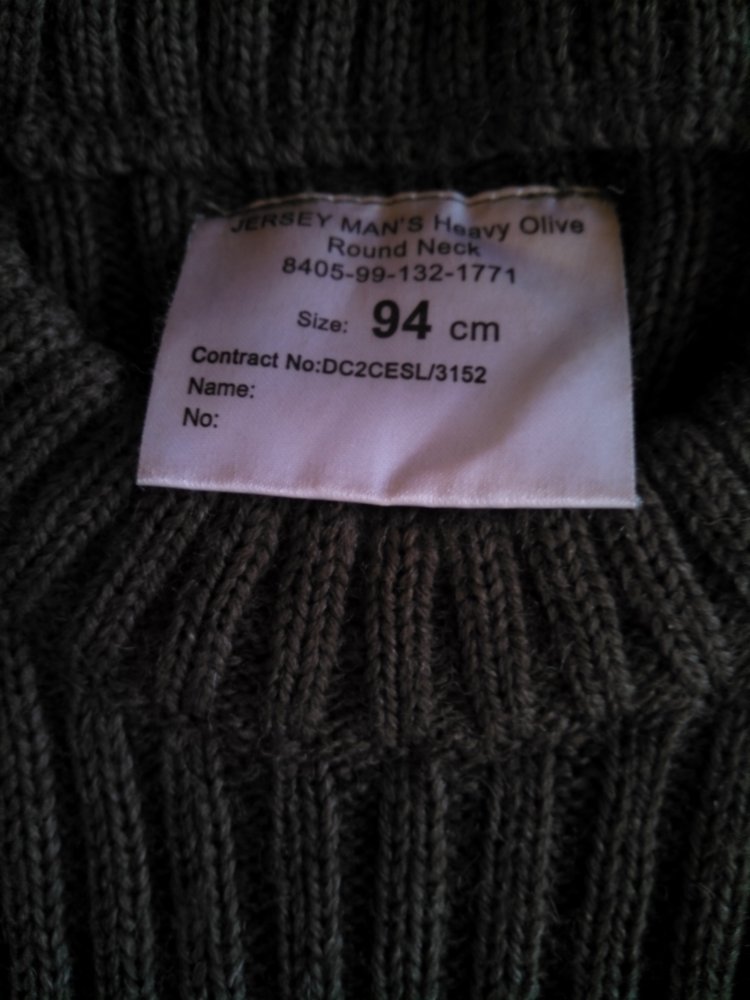 JERSEY MAN'S Heavy Olive
Round Neck
8405-99-132-1771
Size: 94 cm
Contract No:DC2CESL/3152
Name:
No: